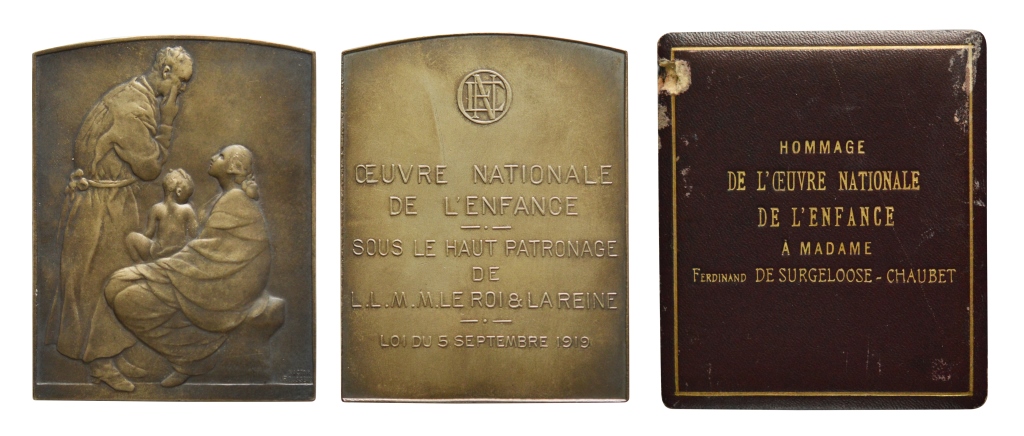 ŒUVRE NATIONALE
DE L'ENFANCE
SOUS LE HAUT PATRONAGE
DE
L.L.M.M. LE ROI & LA REINE
LOI DU 5 SEPTEMBRE 1919
HOMMAGE
DE L'ŒUVRE NATIONALE
DE L'ENFANCE
À MADAME
FERDINAND DE SURGELOOSE - CHAUBET